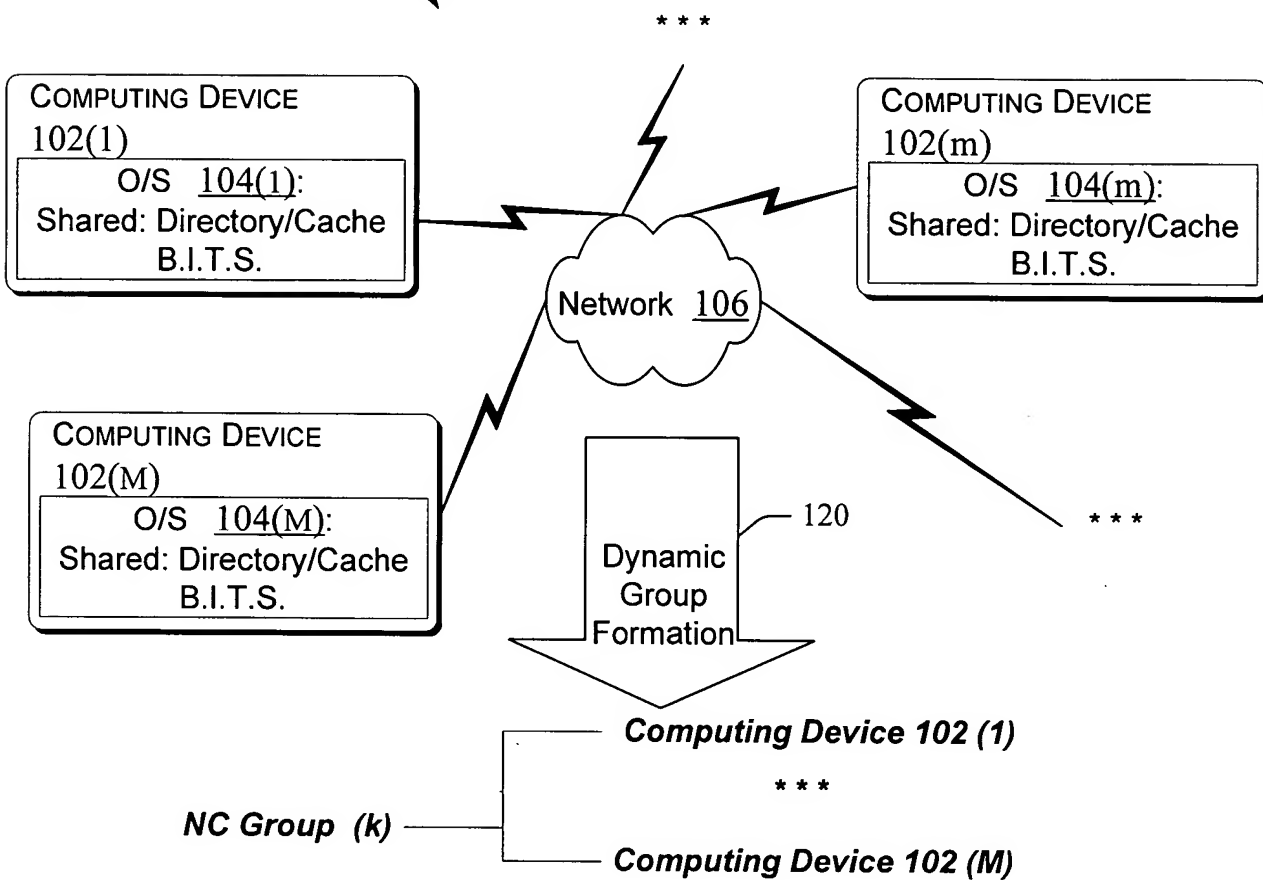 * * *
COMPUTING DEVICE
102(1)
O/S 104(1):
Shared: Directory/Cache
B.I.T.S.
COMPUTING DEVICE
102(m)
O/S 104(m):
Shared: Directory/Cache
B.I.T.S.
Network 106
COMPUTING DEVICE
102(M)
O/S 104(M):
Shared: Directory/Cache
B.I.T.S.
120
* * *
Dynamic
Group
Formation
Computing Device 102 (1)
* * *
NC Group (k)
Computing Device 102 (M)